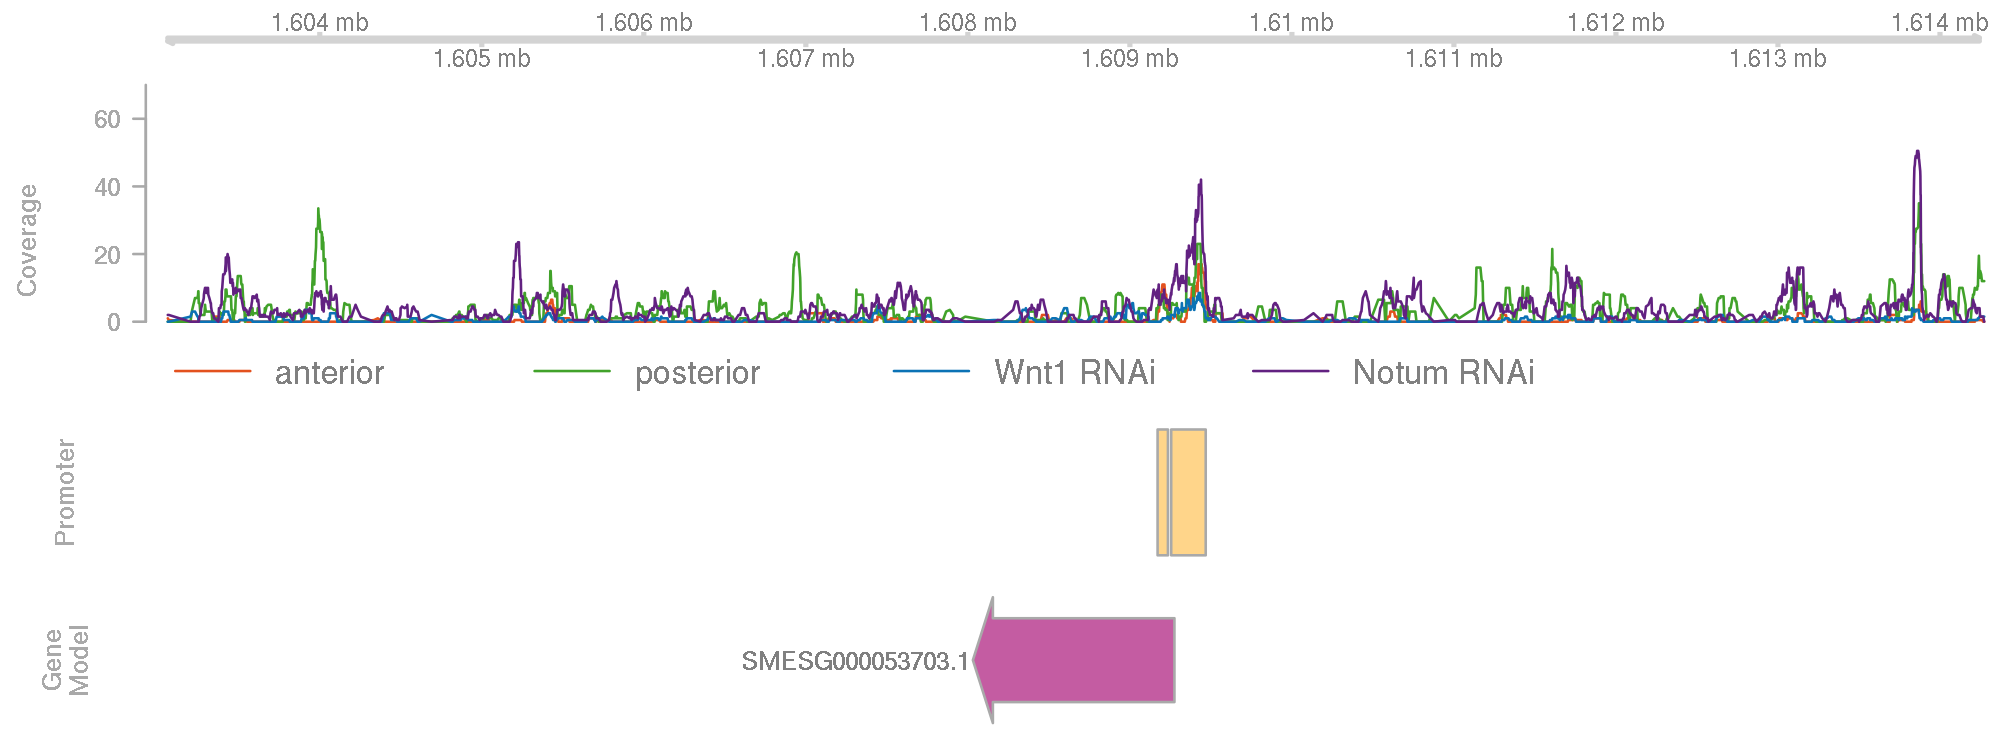 1.604 mb 1.606 mb 1.608 mb 1.61 mb 1.612 mb 1.614 mb
1.605 mb 1.607 mb 1.609 mb 1.611 mb 1.613 mb
Coverage
60
40
20
0
anterior posterior Wnt1 RNAi Notum RNAi
Promoter
Gene
Model
SMESG000053703.1